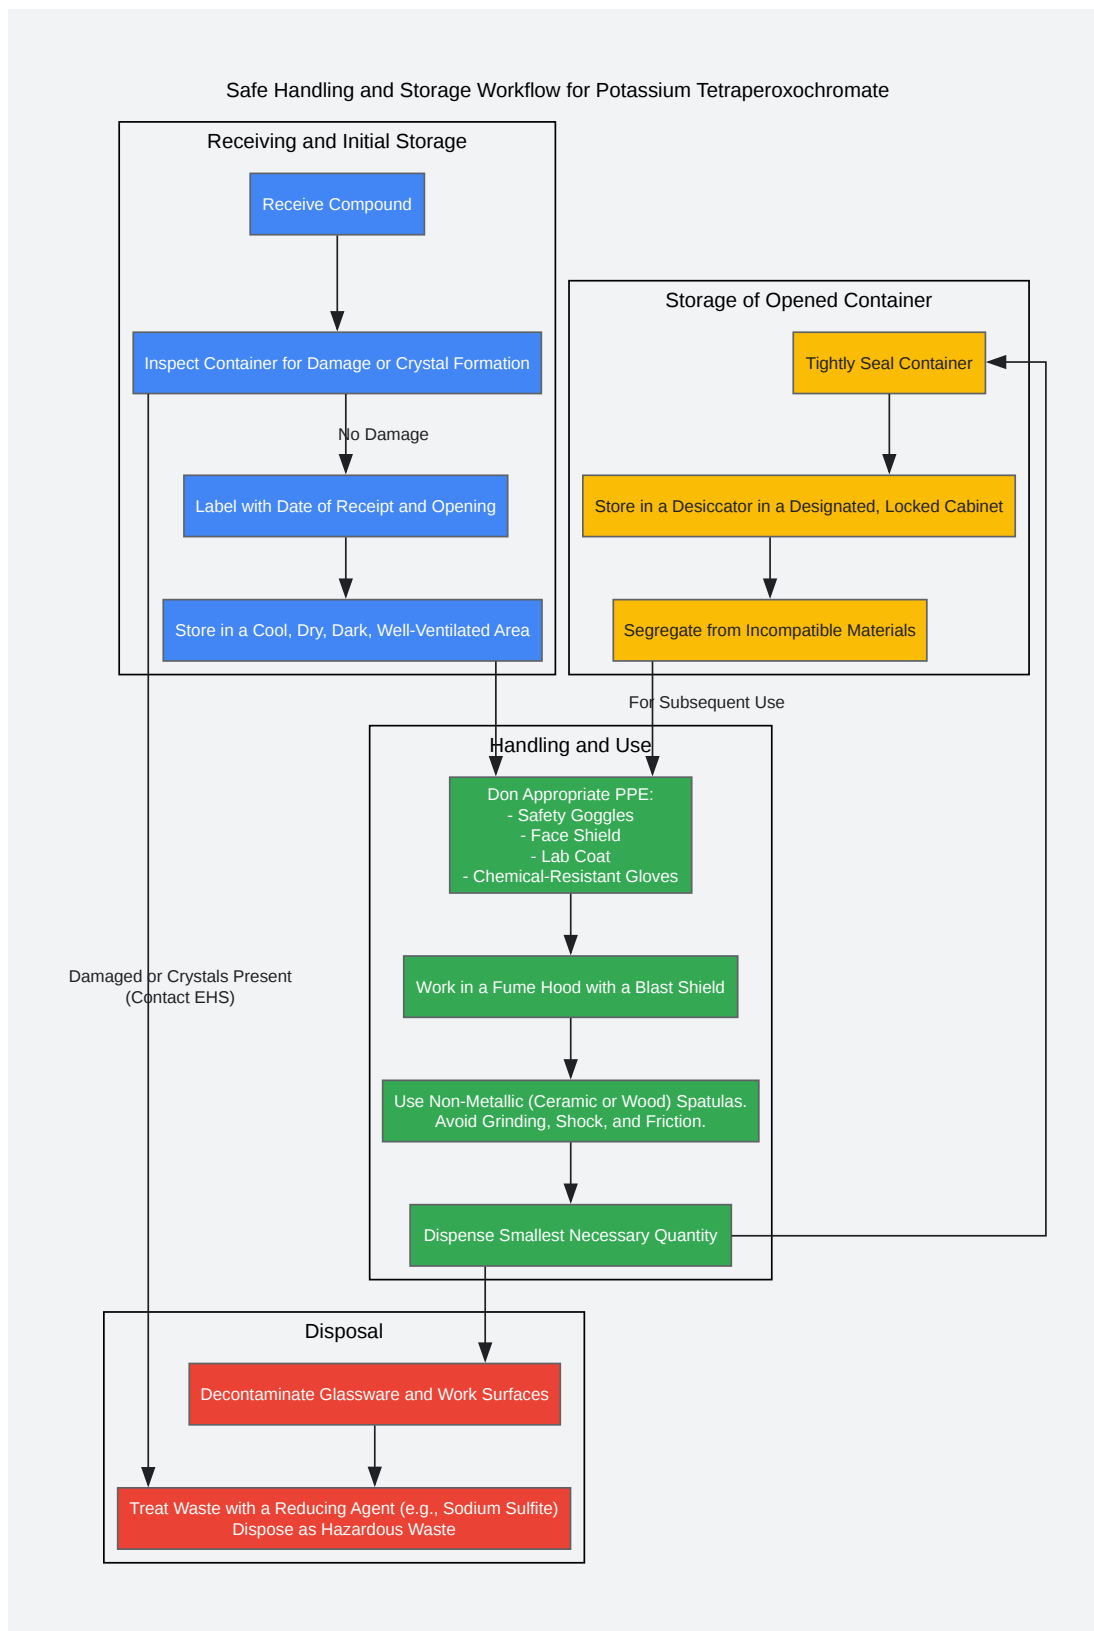 Safe Handling and Storage Workflow for Potassium Tetraperoxochromate
Receiving and Initial Storage
Receive Compound
Inspect Container for Damage or Crystal Formation
No Damage
Label with Date of Receipt and Opening
Store in a Cool, Dry, Dark, Well-Ventilated Area
Storage of Opened Container
Tightly Seal Container
Store in a Desiccator in a Designated, Locked Cabinet
Segregate from Incompatible Materials
For Subsequent Use
Handling and Use
Don Appropriate PPE:
- Safety Goggles
- Face Shield
- Lab Coat
- Chemical-Resistant Gloves
Work in a Fume Hood with a Blast Shield
Use Non-Metallic (Ceramic or Wood) Spatulas.
Avoid Grinding, Shock, and Friction.
Dispense Smallest Necessary Quantity
Damaged or Crystals Present
(Contact EHS)
Disposal
Decontaminate Glassware and Work Surfaces
Treat Waste with a Reducing Agent (e.g., Sodium Sulfite)
Dispose as Hazardous Waste